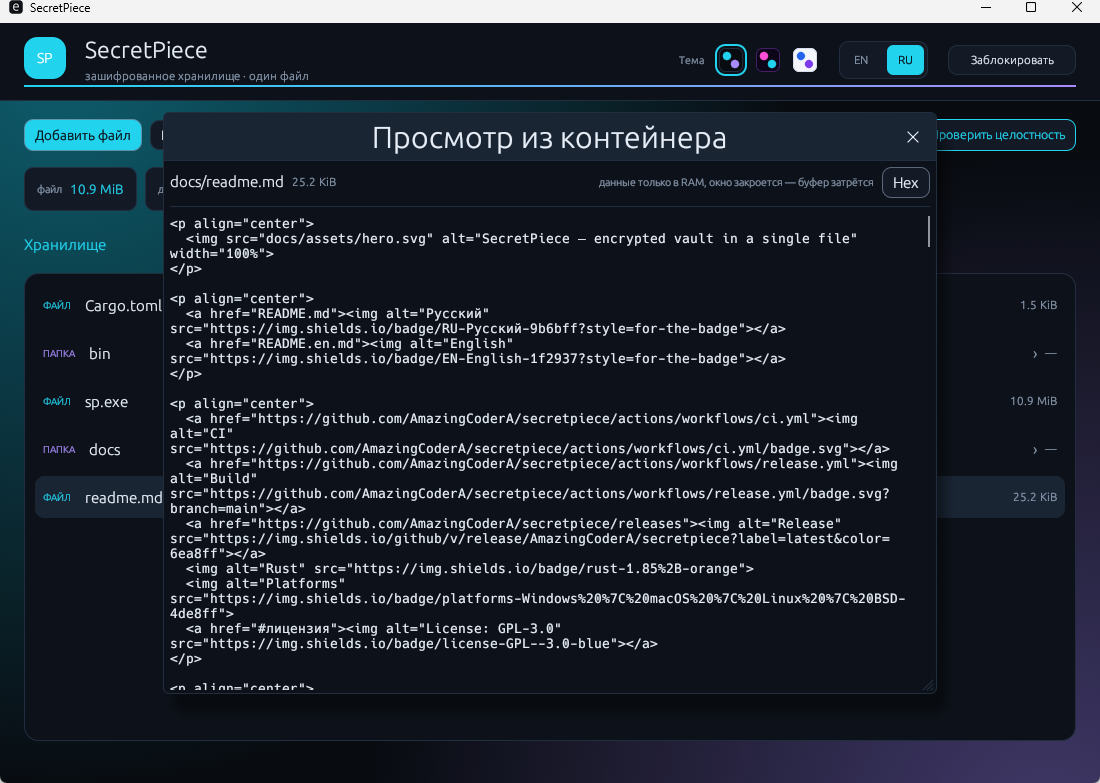 SecretPiece
SP
SecretPiece
зашифрованное хранилище · один файл
Тема
EN
RU
Заблокировать
Добавить файл
роверить целостность
файл 10.9 MiB
Хранилище
ФАЙЛ Cargo.toml 1.5 KiB
ПАПКА bin › —
ФАЙЛ sp.exe 10.9 MiB
ПАПКА docs › —
ФАЙЛ readme.md 25.2 KiB
Просмотр из контейнера
docs/readme.md 25.2 KiB
данные только в RAM, окно закроется — буфер затрётся
Hex
<p align="center">
  <img src="docs/assets/hero.svg" alt="SecretPiece — encrypted vault in a single file"
width="100%">
</p>
<p align="center">
  <a href="README.md"><img alt="Русский"
src="https://img.shields.io/badge/RU-Русский-9b6bff?style=for-the-badge"></a>
  <a href="README.en.md"><img alt="English"
src="https://img.shields.io/badge/EN-English-1f2937?style=for-the-badge"></a>
</p>
<p align="center">
  <a href="https://github.com/AmazingCoderA/secretpiece/actions/workflows/ci.yml"><img
alt="CI"
src="https://github.com/AmazingCoderA/secretpiece/actions/workflows/ci.yml/badge.svg"></a>
  <a href="https://github.com/AmazingCoderA/secretpiece/actions/workflows/release.yml"><img
alt="Build"
src="https://github.com/AmazingCoderA/secretpiece/actions/workflows/release.yml/badge.svg?
branch=main"></a>
  <a href="https://github.com/AmazingCoderA/secretpiece/releases"><img alt="Release"
src="https://img.shields.io/github/v/release/AmazingCoderA/secretpiece?label=latest&color=
6ea8ff"></a>
  <img alt="Rust" src="https://img.shields.io/badge/rust-1.85%2B-orange">
  <img alt="Platforms"
src="https://img.shields.io/badge/platforms-Windows%20%7C%20macOS%20%7C%20Linux%20%7C%20BSD-
4de8ff">
  <a href="#лицензия"><img alt="License: GPL-3.0"
src="https://img.shields.io/badge/license-GPL--3.0-blue"></a>
</p>
<p align="center">